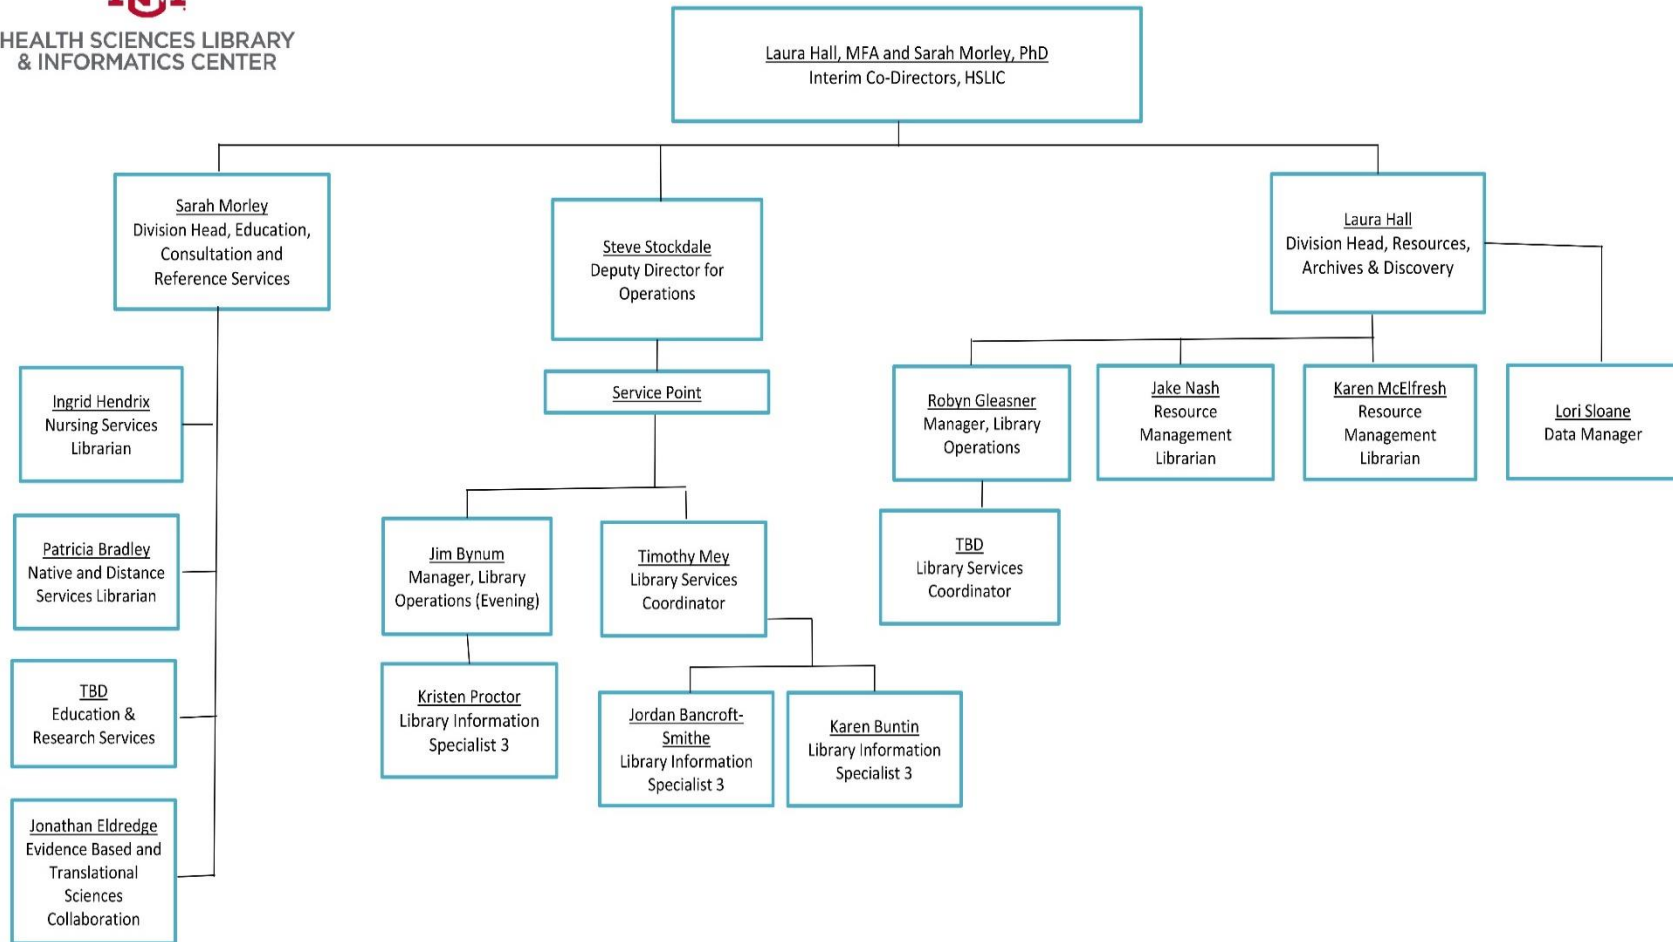 HEALTH SCIENCES LIBRARY
& INFORMATICS CENTER
Laura Hall, MFA and Sarah Morley, PhD
Interim Co-Directors, HSLIC
Sarah Morley
Division Head, Education,
Consultation and
Reference Services
Steve Stockdale
Deputy Director for
Operations
Laura Hall
Division Head, Resources,
Archives & Discovery
Service Point
Ingrid Hendrix
Nursing Services
Librarian
Robyn Gleasner
Manager, Library
Operations
Jake Nash
Resource
Management
Librarian
Karen McElfresh
Resource
Management
Librarian
Lori Sloane
Data Manager
Patricia Bradley
Native and Distance
Services Librarian
Jim Bynum
Manager, Library
Operations (Evening)
Timothy Mey
Library Services
Coordinator
TBD
Library Services
Coordinator
TBD
Education &
Research Services
Kristen Proctor
Library Information
Specialist 3
Jordan Bancroft-
Smithe
Library Information
Specialist 3
Karen Buntin
Library Information
Specialist 3
Jonathan Eldredge
Evidence Based and
Translational
Sciences
Collaboration